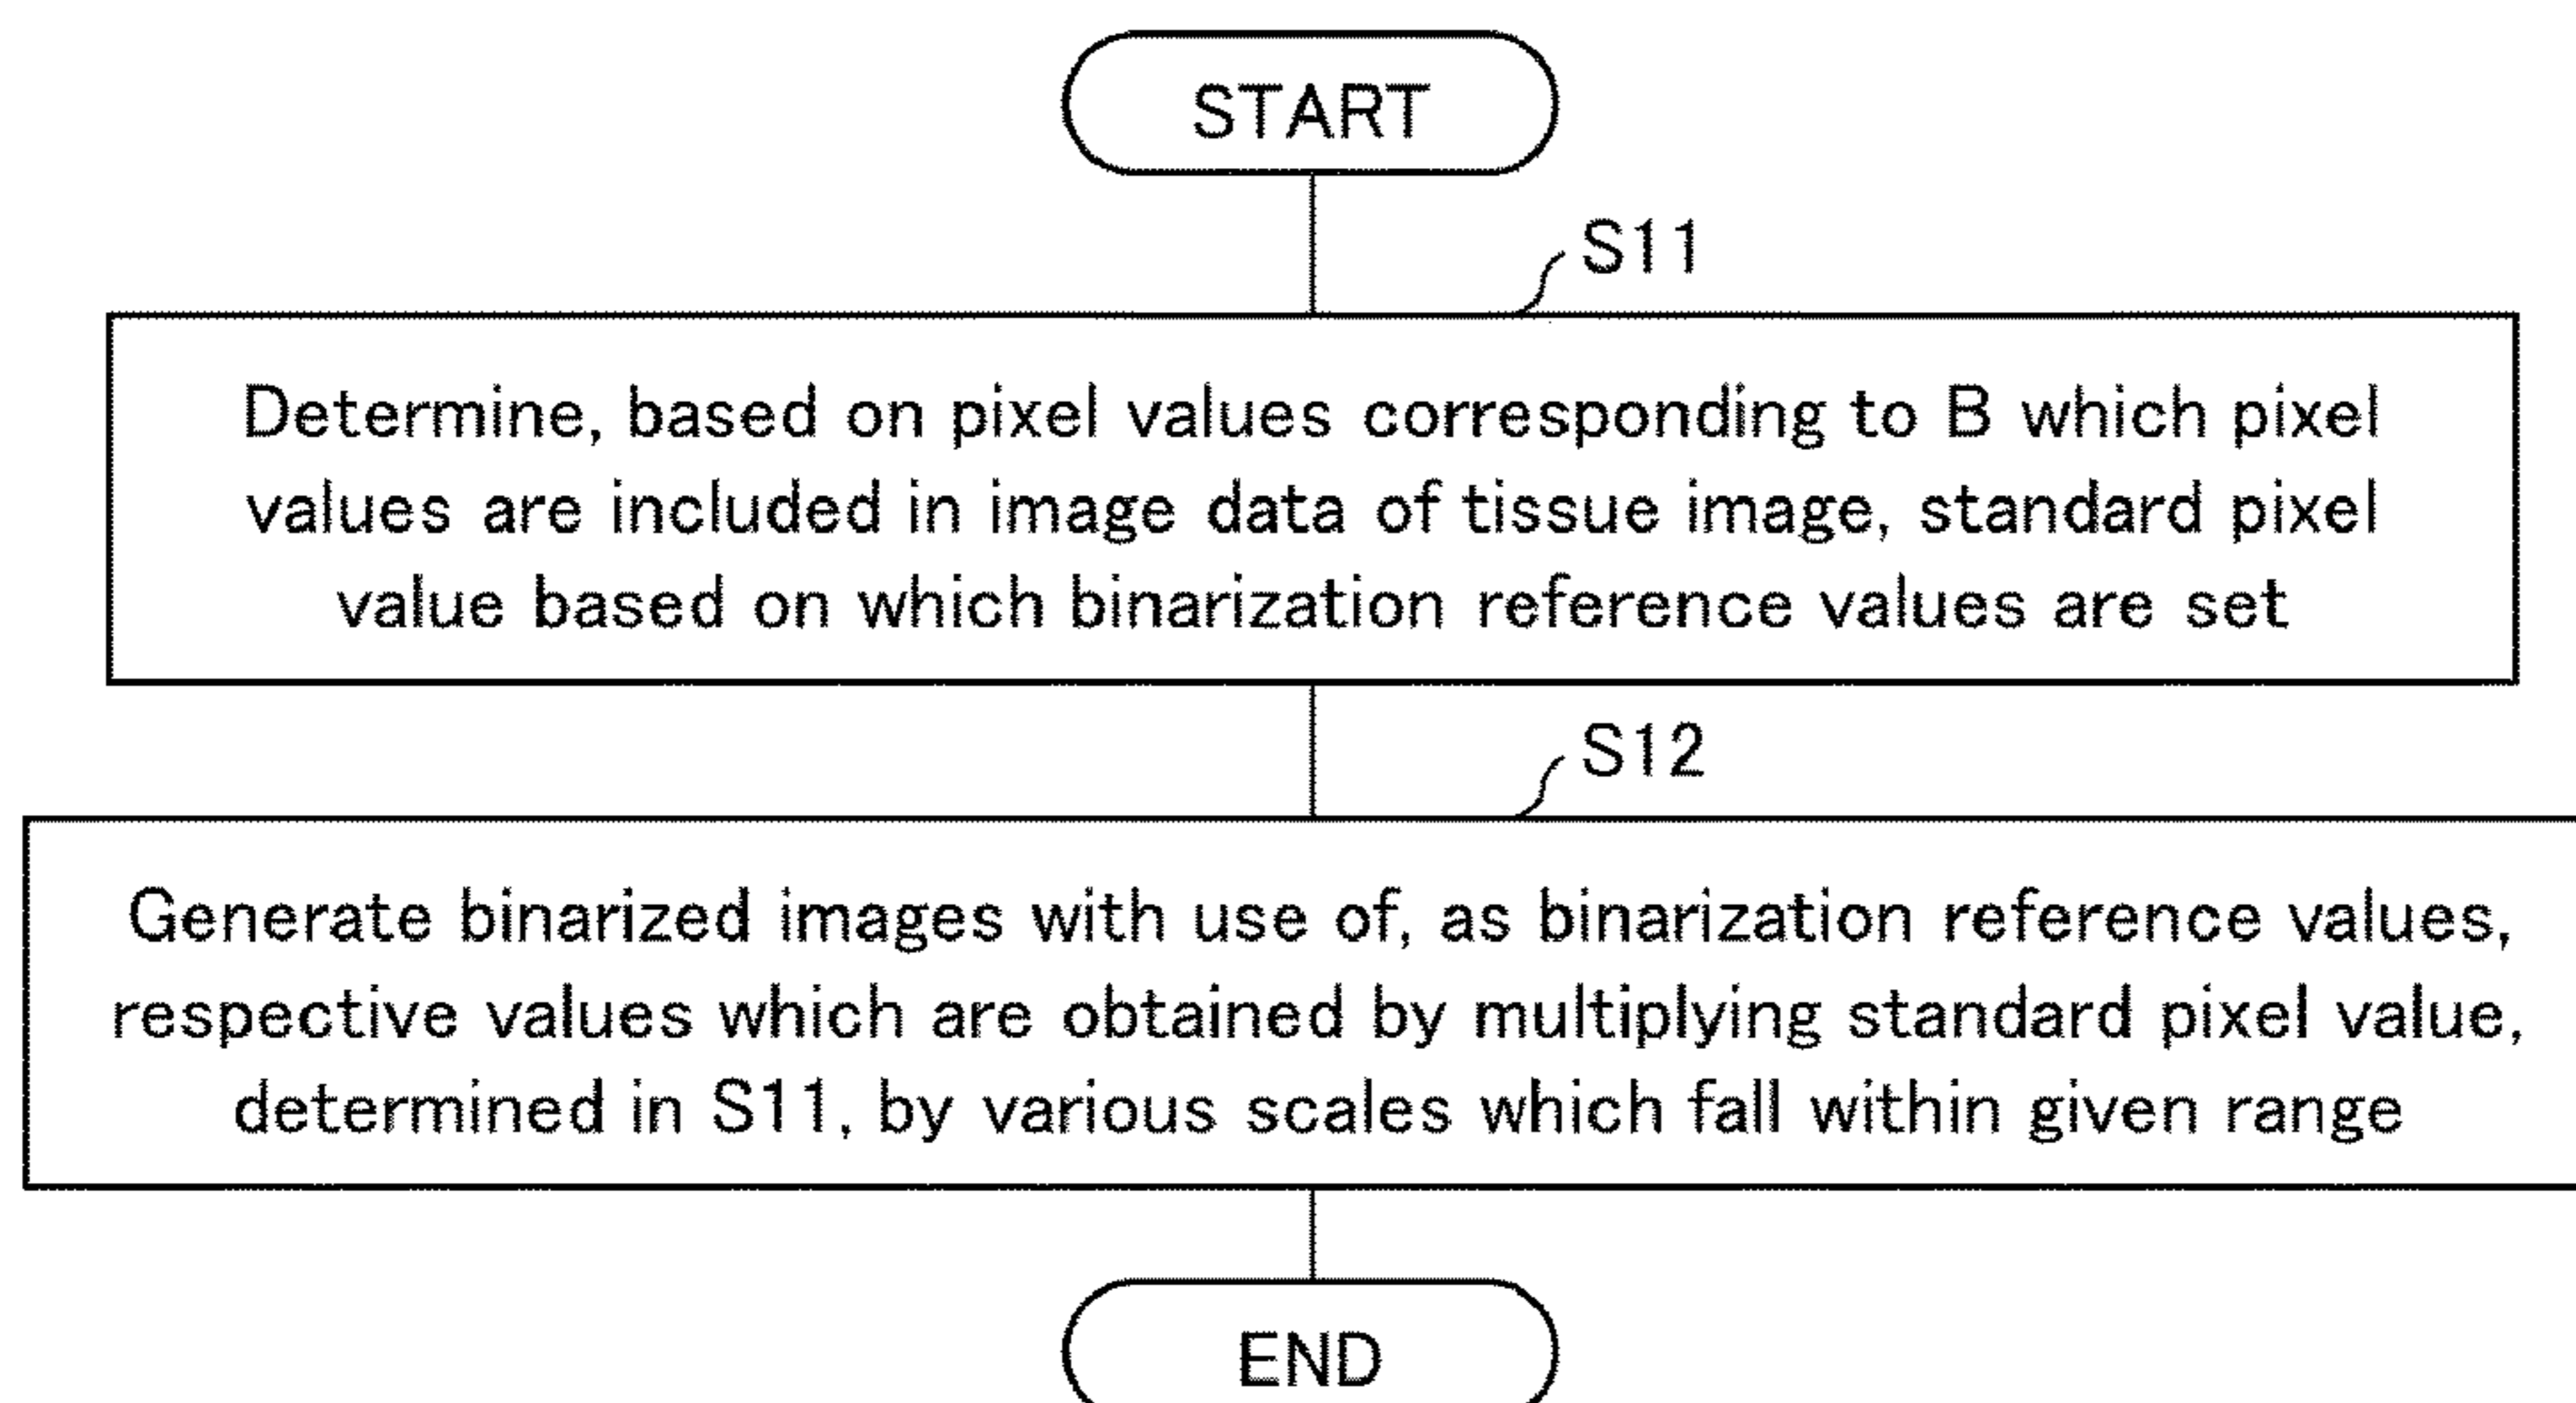 START
S11
Determine, based on pixel values corresponding to B which pixel
values are included in image data of tissue image, standard pixel
value based on which binarization reference values are set
S12
Generate binarized images with use of, as binarization reference values,
respective values which are obtained by multiplying standard pixel value,
determined in S11, by various scales which fall within given range
END